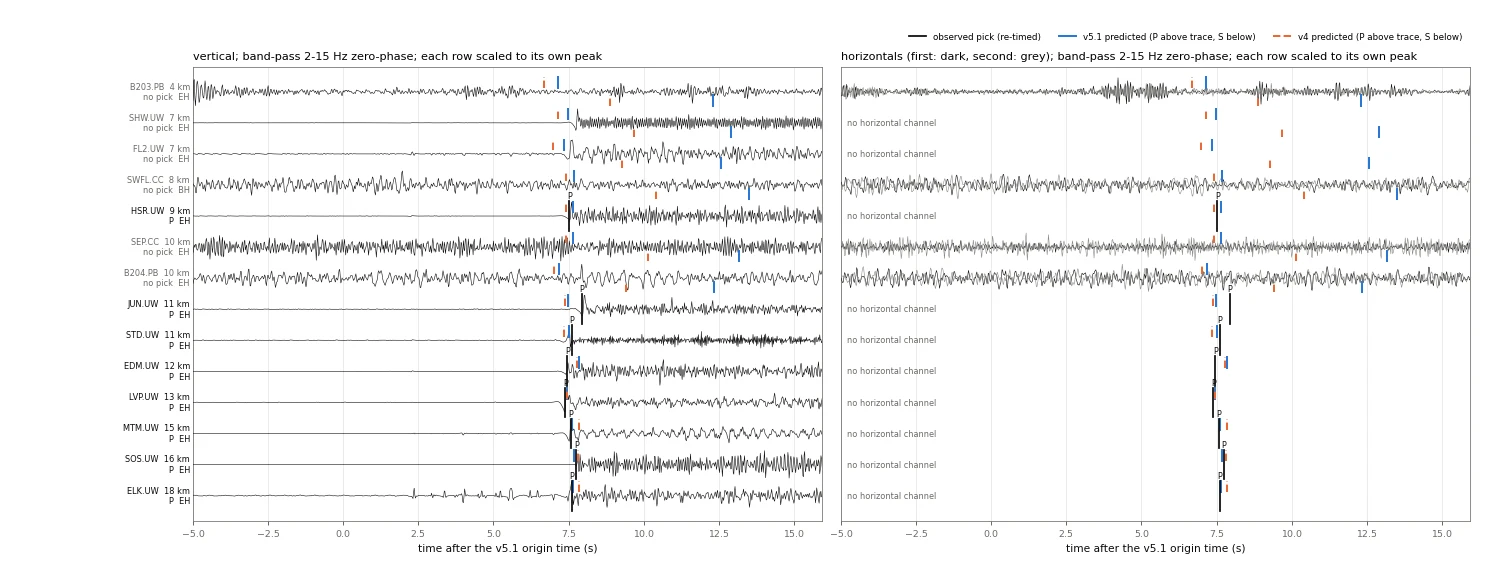 observed pick (re-timed)
v5.1 predicted (P above trace, S below)
v4 predicted (P above trace, S below)
vertical; band-pass 2-15 Hz zero-phase; each row scaled to its own peak
horizontals (first: dark, second: grey); band-pass 2-15 Hz zero-phase; each row scaled to its own peak
B203.PB 4 km
no pick EH
SHW.UW 7 km
no pick EH
no horizontal channel
FL2.UW 7 km
no pick EH
no horizontal channel
SWFL.CC 8 km
no pick BH
P
P
HSR.UW 9 km
P EH
no horizontal channel
SEP.CC 10 km
no pick EH
B204.PB 10 km
no pick EH
P
P
JUN.UW 11 km
P EH
no horizontal channel
P
P
STD.UW 11 km
P EH
no horizontal channel
P
P
EDM.UW 12 km
P EH
no horizontal channel
P
P
LVP.UW 13 km
P EH
no horizontal channel
P
P
MTM.UW 15 km
P EH
no horizontal channel
P
P
SOS.UW 16 km
P EH
no horizontal channel
P
P
ELK.UW 18 km
P EH
no horizontal channel
−5.0 −2.5 0.0 2.5 5.0 7.5 10.0 12.5 15.0
−5.0 −2.5 0.0 2.5 5.0 7.5 10.0 12.5 15.0
time after the v5.1 origin time (s)
time after the v5.1 origin time (s)